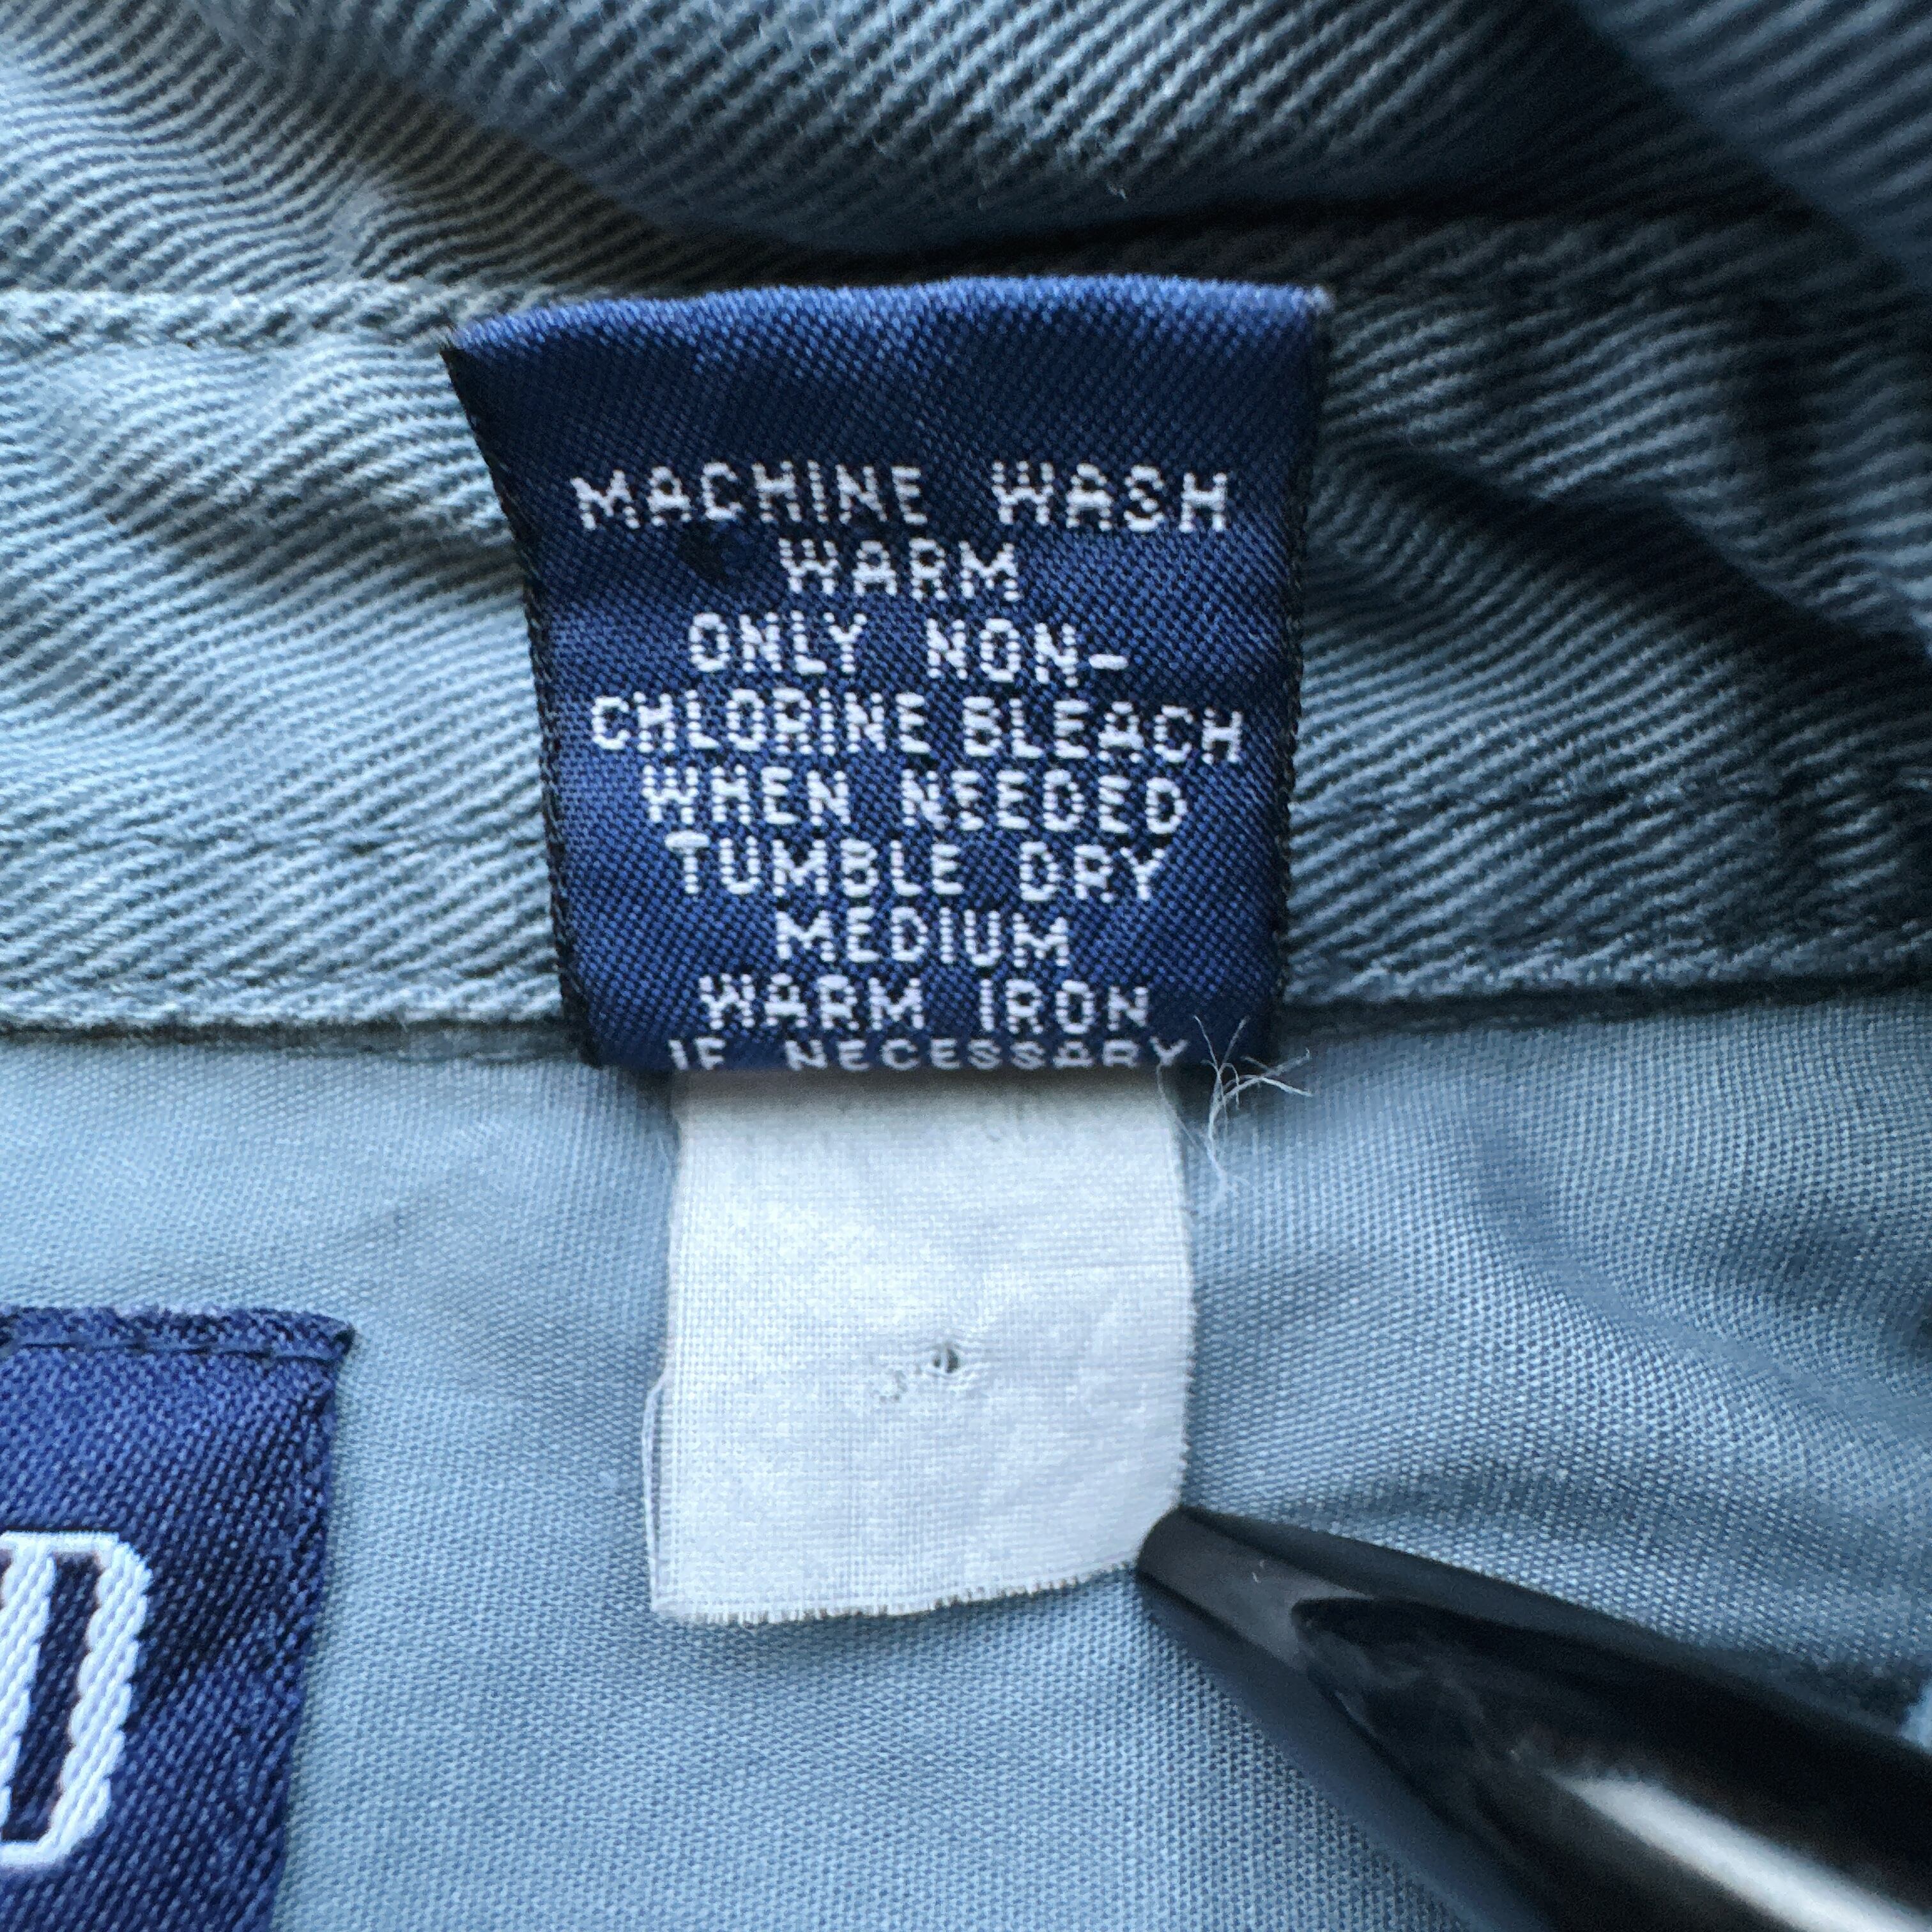 MACHINE WASH
WARM
ONLY NON-
CHLORINE BLEACH
WHEN NEEDED
TUMBLE DRY
MEDIUM
WARM IRON
IF NECESSARY
D